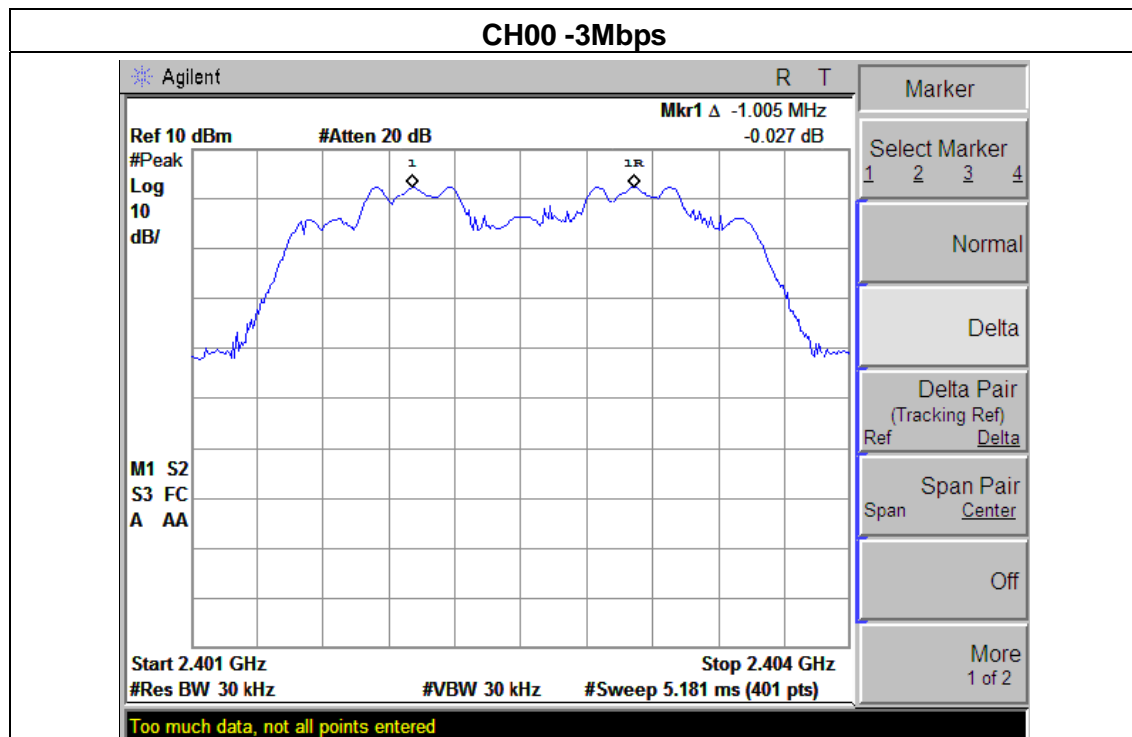 CH00 -3Mbps
Agilent R T
Mkr1 Δ -1.005 MHz
Ref 10 dBm #Atten 20 dB -0.027 dB
#Peak
Log
10
dB/
1 1R
M1 S2
S3 FC
A AA
Start 2.401 GHz Stop 2.404 GHz
#Res BW 30 kHz #VBW 30 kHz #Sweep 5.181 ms (401 pts)
Too much data, not all points entered
Marker
Select Marker
1 2 3 4
Normal
Delta
Delta Pair
(Tracking Ref)
Ref Delta
Span Pair
Span Center
Off
More
1 of 2